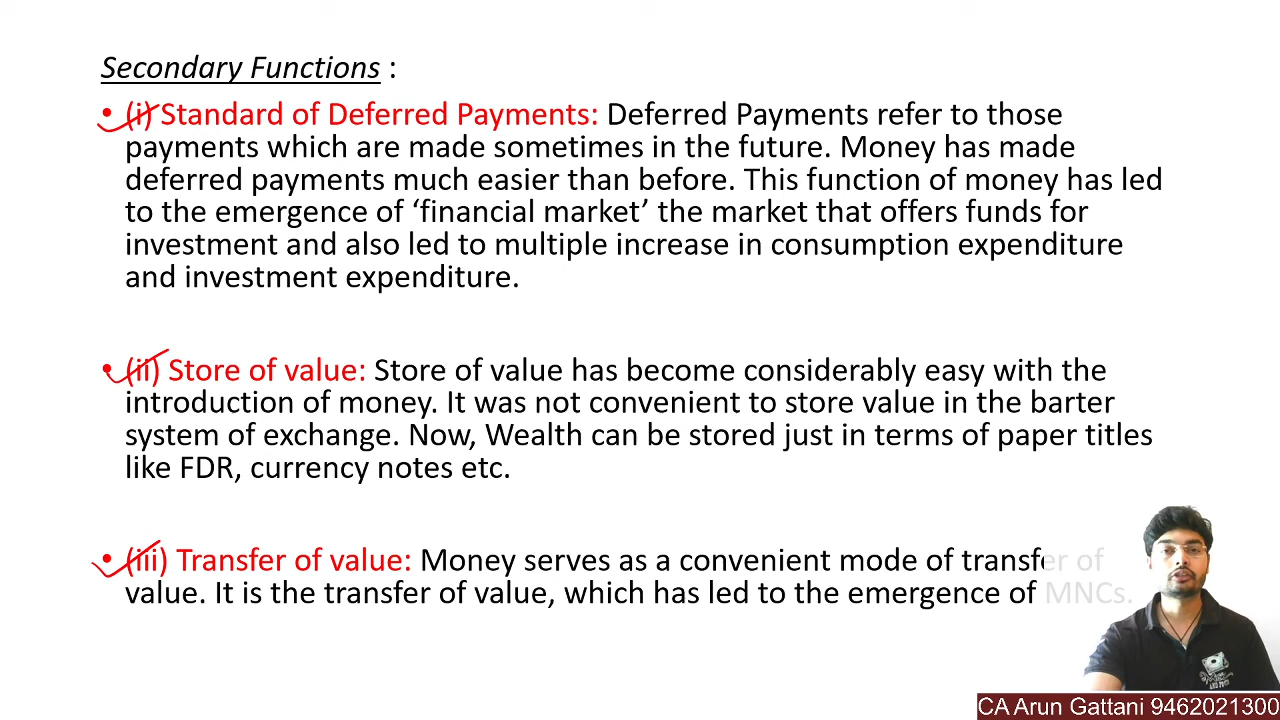 Secondary Functions :
• (i) Standard of Deferred Payments: Deferred Payments refer to those
payments which are made sometimes in the future. Money has made
deferred payments much easier than before. This function of money has led
to the emergence of ‘financial market’ the market that offers funds for
investment and also led to multiple increase in consumption expenditure
and investment expenditure.
• (ii) Store of value: Store of value has become considerably easy with the
introduction of money. It was not convenient to store value in the barter
system of exchange. Now, Wealth can be stored just in terms of paper titles
like FDR, currency notes etc.
• (iii) Transfer of value: Money serves as a convenient mode of transfer of
value. It is the transfer of value, which has led to the emergence of MNCs.
CA Arun Gattani 9462021300